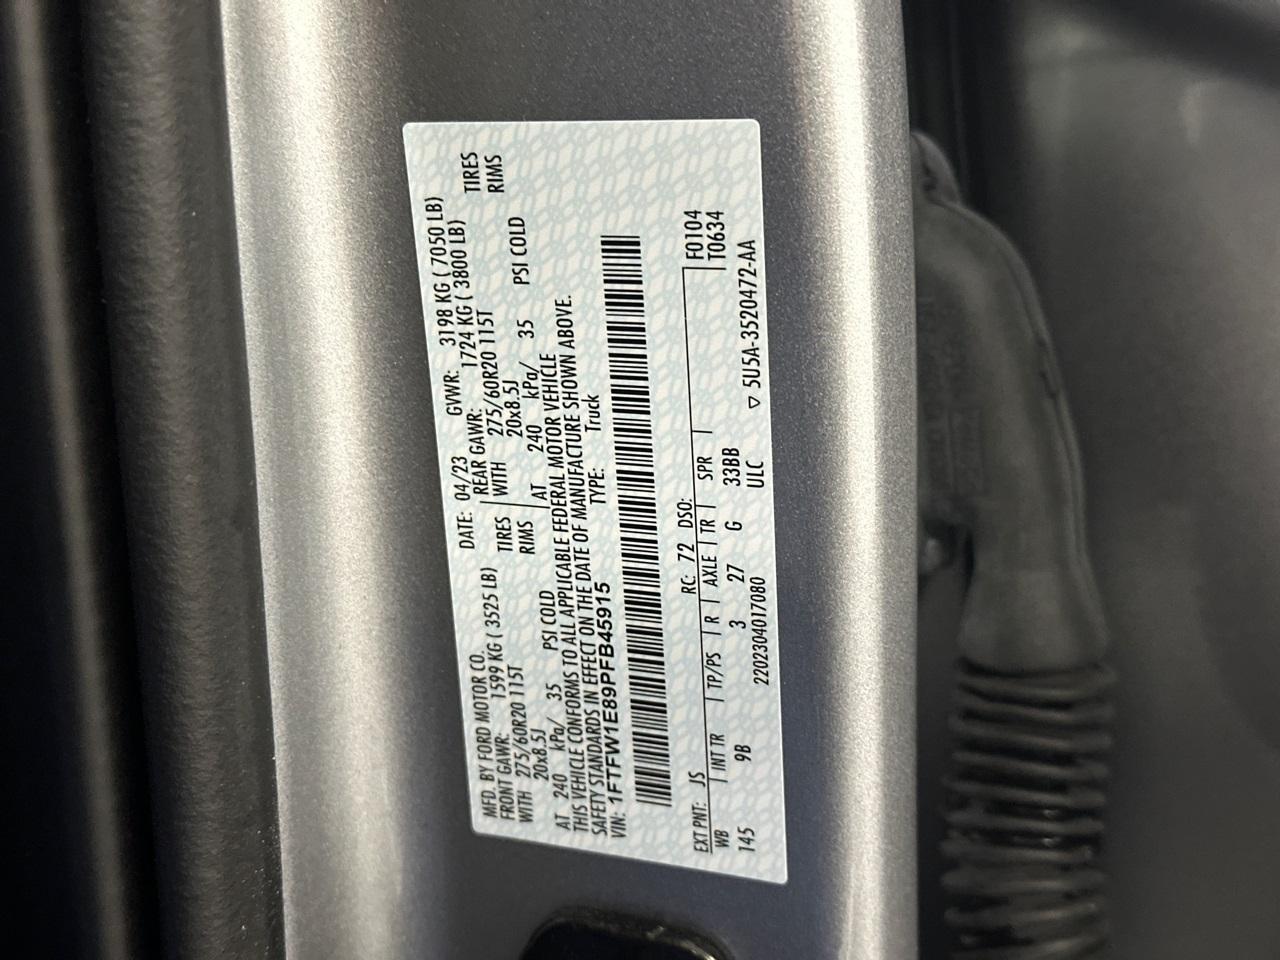 MFD. BY FORD MOTOR CO.
DATE: 04/23 GVWR: 3198 KG ( 7050 LB)
FRONT GAWR: 1599 KG ( 3525 LB) REAR GAWR: 1724 KG ( 3800 LB)
WITH 275/60R20 115T TIRES WITH 275/60R20 115T TIRES
20x8.5J RIMS 20x8.5J RIMS
AT 240 kPa/ 35 PSI COLD AT 240 kPa/ 35 PSI COLD
THIS VEHICLE CONFORMS TO ALL APPLICABLE FEDERAL MOTOR VEHICLE
SAFETY STANDARDS IN EFFECT ON THE DATE OF MANUFACTURE SHOWN ABOVE.
VIN: 1FTFW1E89PFB45915 TYPE: Truck
EXT PNT: JS RC: 72 DSO: F0104
WB INT TR TP/PS R AXLE TR SPR T0634
145 9B 3 27 G 33BB
2202304017080 ULC ▽ 5U5A-3520472-AA